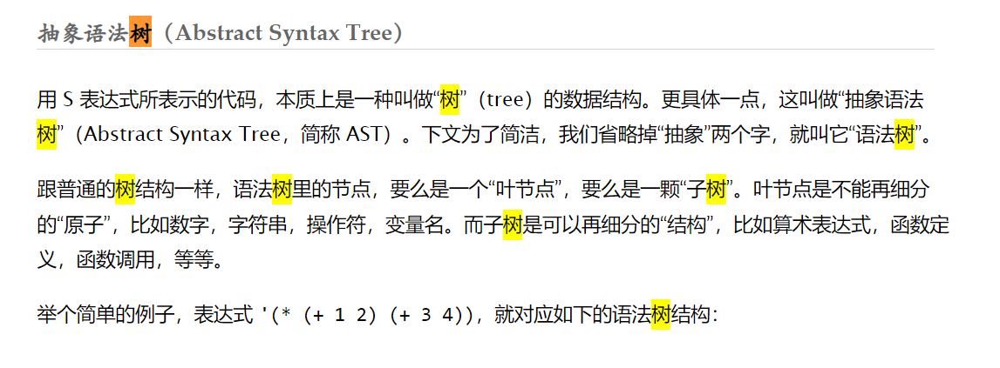 抽象语法树（Abstract Syntax Tree）
用 S 表达式所表示的代码，本质上是一种叫做“树”（tree）的数据结构。更具体一点，这叫做“抽象语法
树”（Abstract Syntax Tree，简称 AST）。下文为了简洁，我们省略掉“抽象”两个字，就叫它“语法树”。
跟普通的树结构一样，语法树里的节点，要么是一个“叶节点”，要么是一颗“子树”。叶节点是不能再细分
的“原子”，比如数字，字符串，操作符，变量名。而子树是可以再细分的“结构”，比如算术表达式，函数定
义，函数调用，等等。
举个简单的例子，表达式 '(* (+ 1 2) (+ 3 4))，就对应如下的语法树结构：